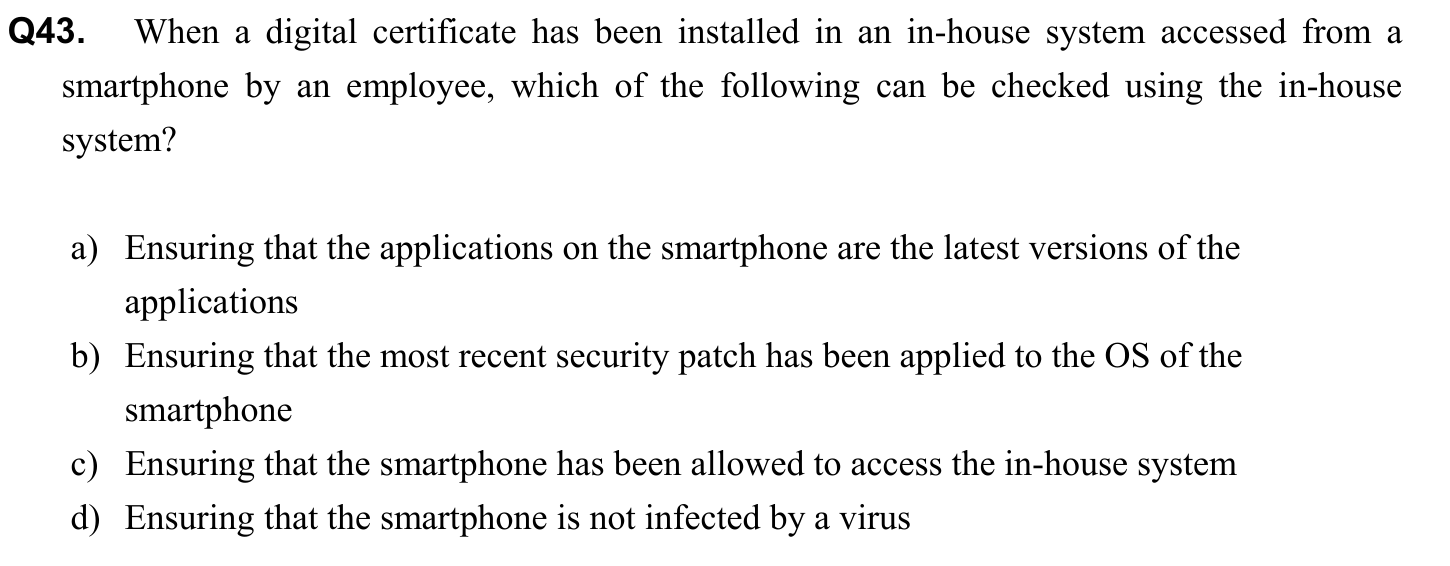 Q43. When a digital certificate has been installed in an in-house system accessed from a
smartphone by an employee, which of the following can be checked using the in-house
system?
a) Ensuring that the applications on the smartphone are the latest versions of the
applications
b) Ensuring that the most recent security patch has been applied to the OS of the
smartphone
c) Ensuring that the smartphone has been allowed to access the in-house system
d) Ensuring that the smartphone is not infected by a virus